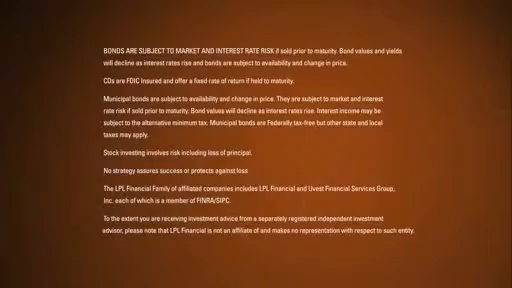 BONDS ARE SUBJECT TO MARKET AND INTEREST RATE RISK if sold prior to maturity. Bond values and yields
will decline as interest rates rise and bonds are subject to availability and change in price.
CDs are FDIC Insured and offer a fixed rate of return if held to maturity.
Municipal bonds are subject to availability and change in price. They are subject to market and interest
rate risk if sold prior to maturity. Bond values will decline as interest rates rise. Interest income may be
subject to the alternative minimum tax. Municipal bonds are Federally tax-free but other state and local
taxes may apply.
Stock investing involves risk including loss of principal.
No strategy assures success or protects against loss
The LPL Financial Family of affiliated companies includes LPL Financial and Uvest Financial Services Group,
Inc. each of which is a member of FINRA/SIPC.
To the extent you are receiving investment advice from a separately registered independent investment
advisor, please note that LPL Financial is not an affiliate of and makes no representation with respect to such entity.